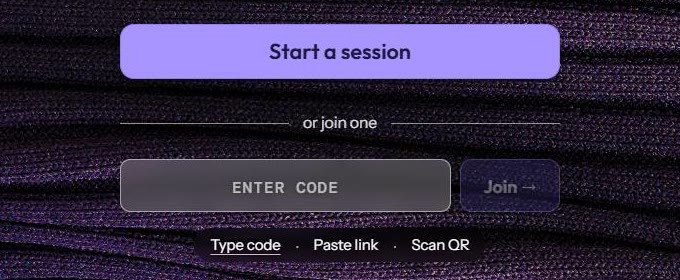 Start a session
or join one
ENTER CODE
Join →
Type code · Paste link · Scan QR